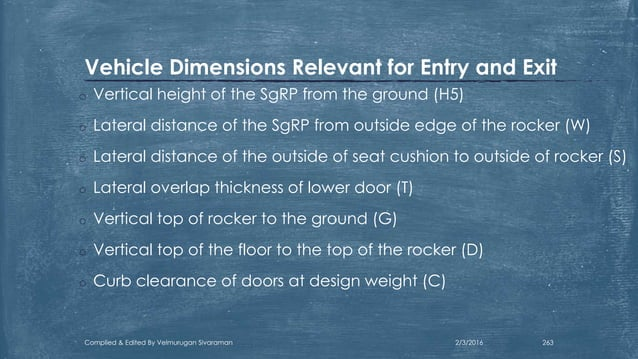 Vehicle Dimensions Relevant for Entry and Exit
o Vertical height of the SgRP from the ground (H5)
o Lateral distance of the SgRP from outside edge of the rocker (W)
o Lateral distance of the outside of seat cushion to outside of rocker (S)
o Lateral overlap thickness of lower door (T)
o Vertical top of rocker to the ground (G)
o Vertical top of the floor to the top of the rocker (D)
o Curb clearance of doors at design weight (C)
Complied & Edited By Velmurugan Sivaraman 2/3/2016 263